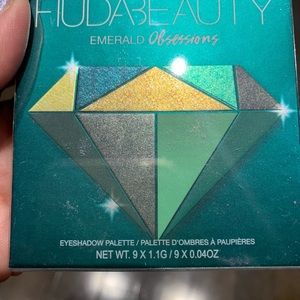 HUDABEAUTY
EMERALD Obsessions
EYESHADOW PALETTE / PALETTE D'OMBRES À PAUPIÈRES
NET WT. 9 X 1.1G / 9 X 0.04OZ